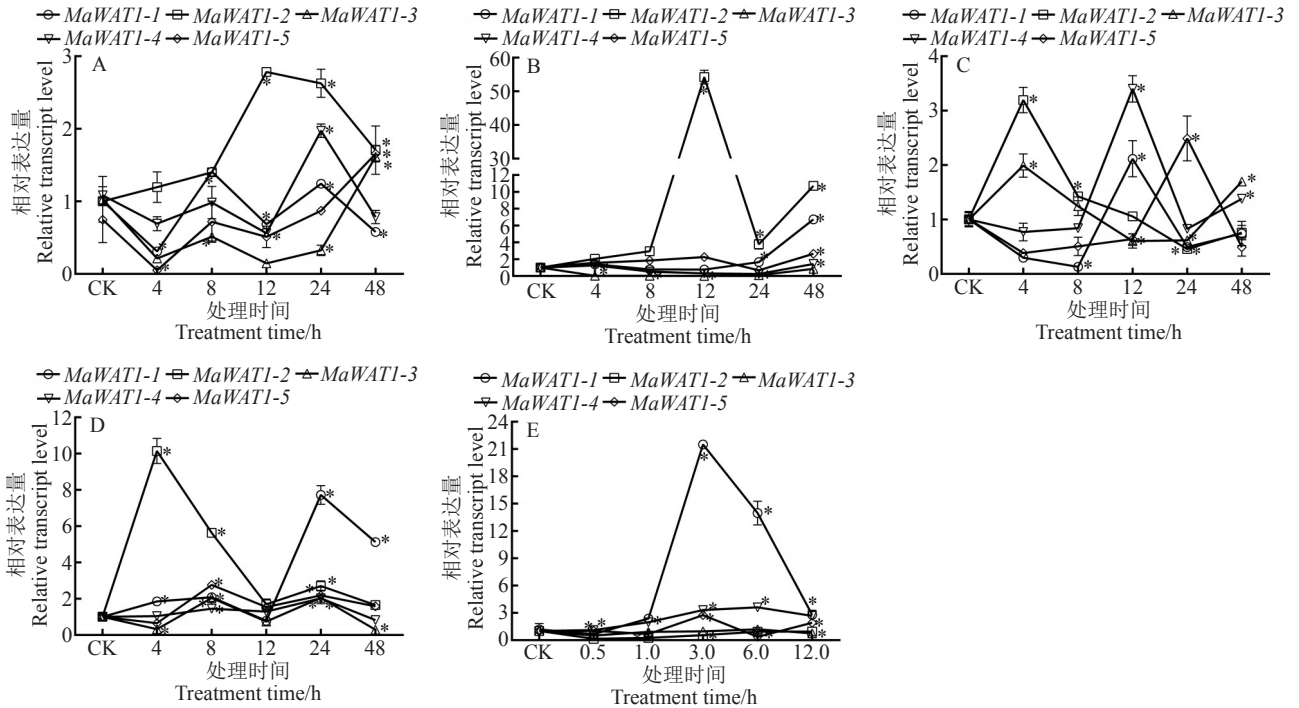 MaWAT1-1 MaWAT1-2 MaWAT1-3
MaWAT1-4 MaWAT1-5
A
相对表达量
Relative transcript level
3
2
1
0
CK 4 8 12 24 48
处理时间
Treatment time/h
MaWAT1-1 MaWAT1-2 MaWAT1-3
MaWAT1-4 MaWAT1-5
B
相对表达量
Relative transcript level
60
50
40
30
10
8
6
4
2
0
CK 4 8 12 24 48
处理时间
Treatment time/h
MaWAT1-1 MaWAT1-2 MaWAT1-3
MaWAT1-4 MaWAT1-5
C
相对表达量
Relative transcript level
4
3
2
1
0
CK 4 8 12 24 48
处理时间
Treatment time/h
MaWAT1-1 MaWAT1-2 MaWAT1-3
MaWAT1-4 MaWAT1-5
D
相对表达量
Relative transcript level
12
10
8
6
4
2
0
CK 4 8 12 24 48
处理时间
Treatment time/h
MaWAT1-1 MaWAT1-2 MaWAT1-3
MaWAT1-4 MaWAT1-5
E
相对表达量
Relative transcript level
24
21
18
15
12
9
6
3
0
CK 0.5 1.0 3.0 6.0 12.0
处理时间
Treatment time/h